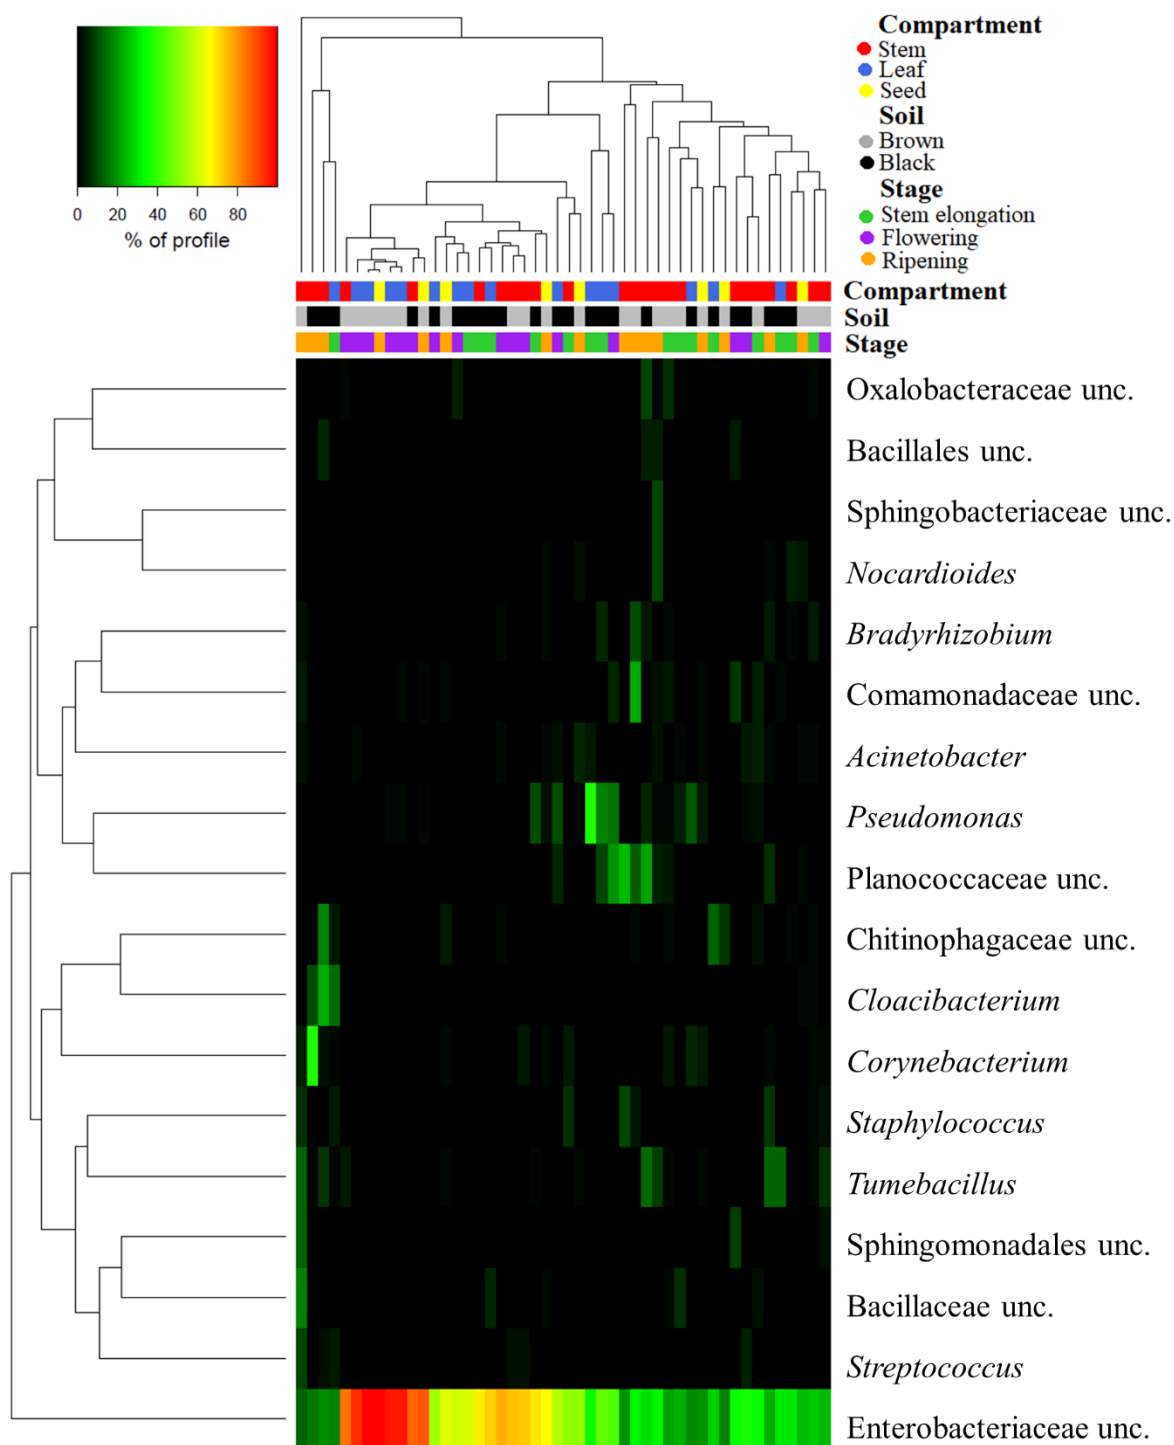 Compartment
Stem
Leaf
Seed
Soil
Brown
Black
Stage
Stem elongation
Flowering
Ripening
0 20 40 60 80
% of profile
Compartment
Soil
Stage
Oxalobacteraceae unc.
Bacillales unc.
Sphingobacteriaceae unc.
Nocardioides
Bradyrhizobium
Comamonadaceae unc.
Acinetobacter
Pseudomonas
Planococcaceae unc.
Chitinophagaceae unc.
Cloacibacterium
Corynebacterium
Staphylococcus
Tumebacillus
Sphingomonadales unc.
Bacillaceae unc.
Streptococcus
Enterobacteriaceae unc.